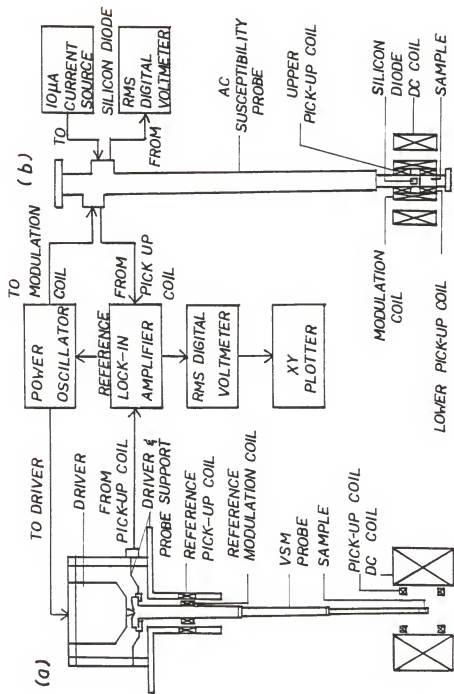 (a)
TO DRIVER
DRIVER
FROM
PICK-UP COIL
DRIVER &
PROBE SUPPORT
REFERENCE
PICK-UP COIL
REFERENCE
MODULATION COIL
VSM
PROBE
SAMPLE
PICK-UP COIL
DC COIL
POWER
OSCILLATOR
REFERENCE
LOCK-IN
AMPLIFIER
RMS DIGITAL
VOLTMETER
XY
PLOTTER
TO
MODULATION
COIL
FROM
PICK UP
COIL
(b)
10µA
CURRENT
SOURCE
TO
SILICON DIODE
FROM
RMS
DIGITAL
VOLTMETER
AC
SUSCEPTIBILITY
PROBE
UPPER
PICK-UP COIL
SILICON
DIODE
DC COIL
SAMPLE
MODULATION
COIL
LOWER PICK-UP COIL